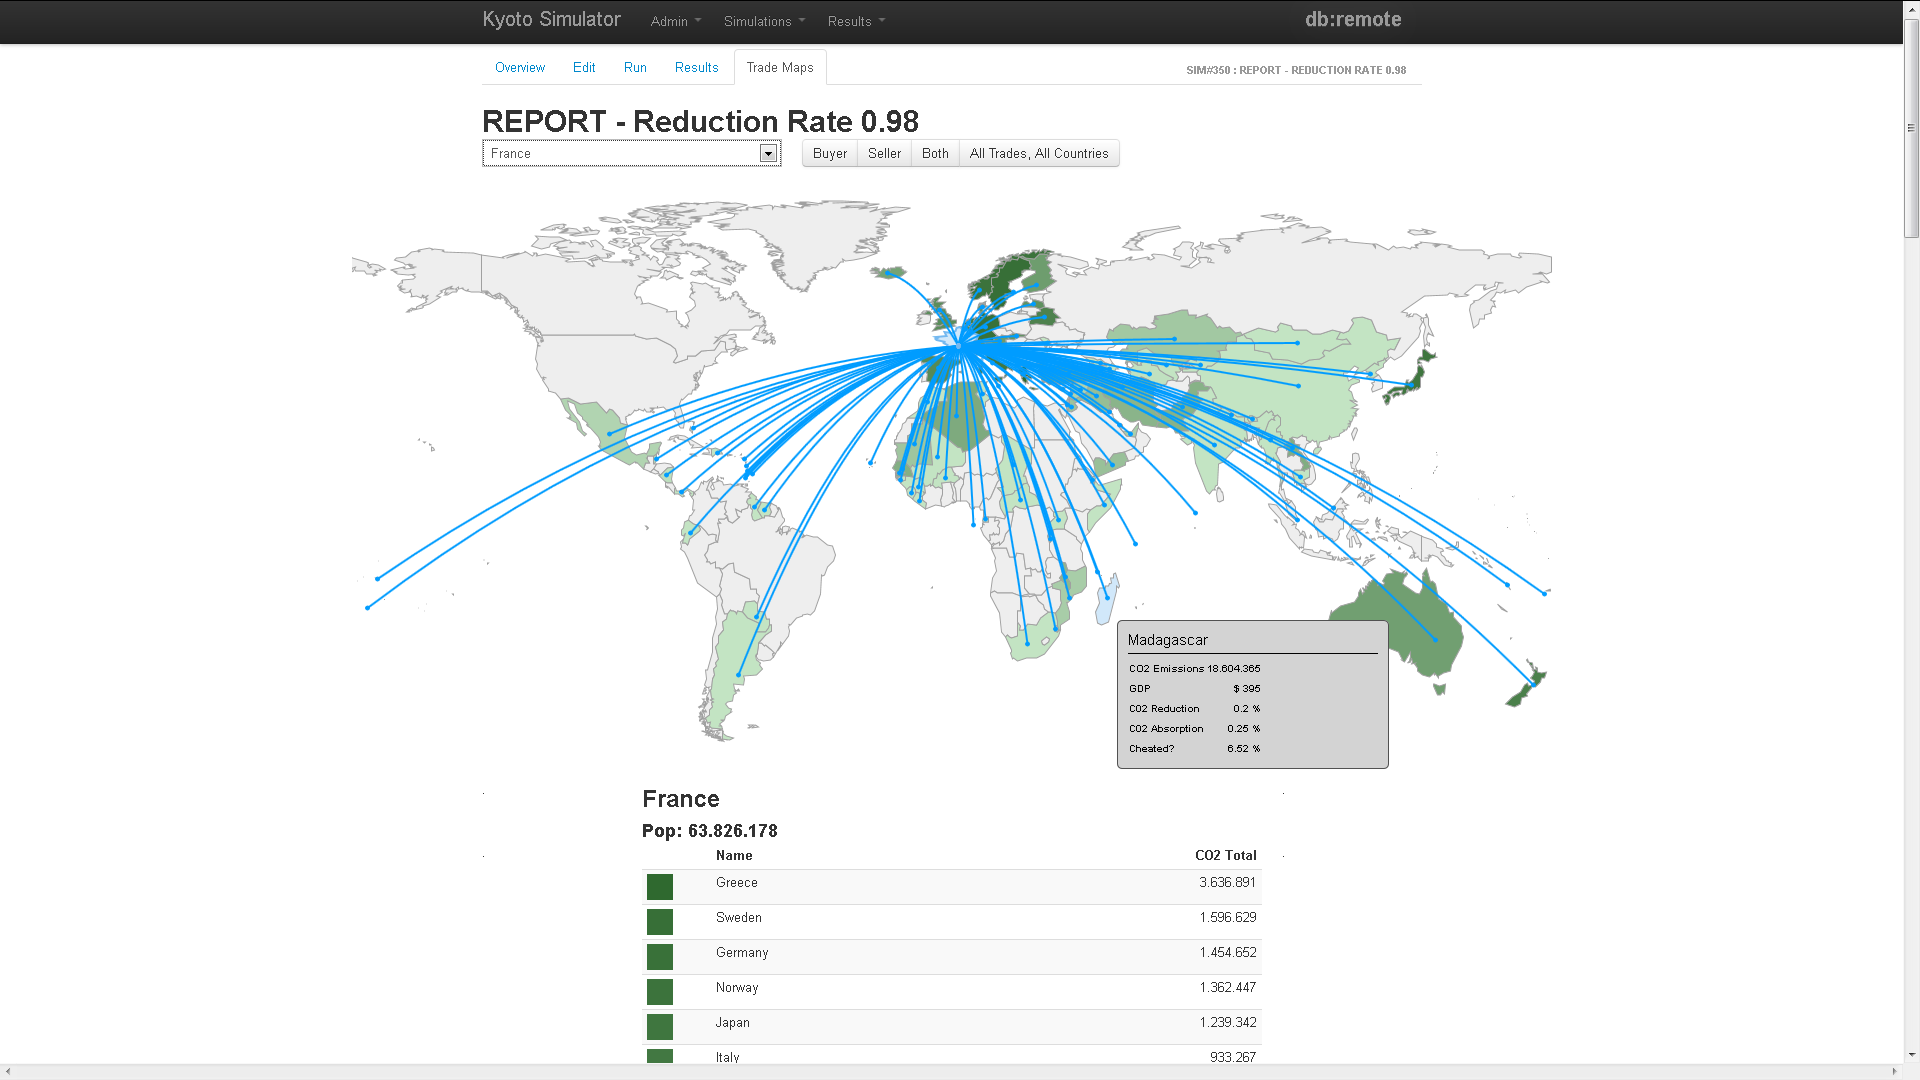 Kyoto Simulator Admin Simulations Results db:remote
Overview Edit Run Results Trade Maps SIM#350 : REPORT - REDUCTION RATE 0.98
REPORT - Reduction Rate 0.98
France Buyer Seller Both All Trades, All Countries
Madagascar
CO2 Emissions 18.604.365
GDP $ 395
C02 Reduction 0.2 %
C02 Absorption 0.25 %
Cheated? 6.52 %
France
Pop: 63.826.178
Name CO2 Total
Greece 3.636.891
Sweden 1.596.629
Germany 1.454.652
Norway 1.362.447
Japan 1.239.342
Italy 933.267